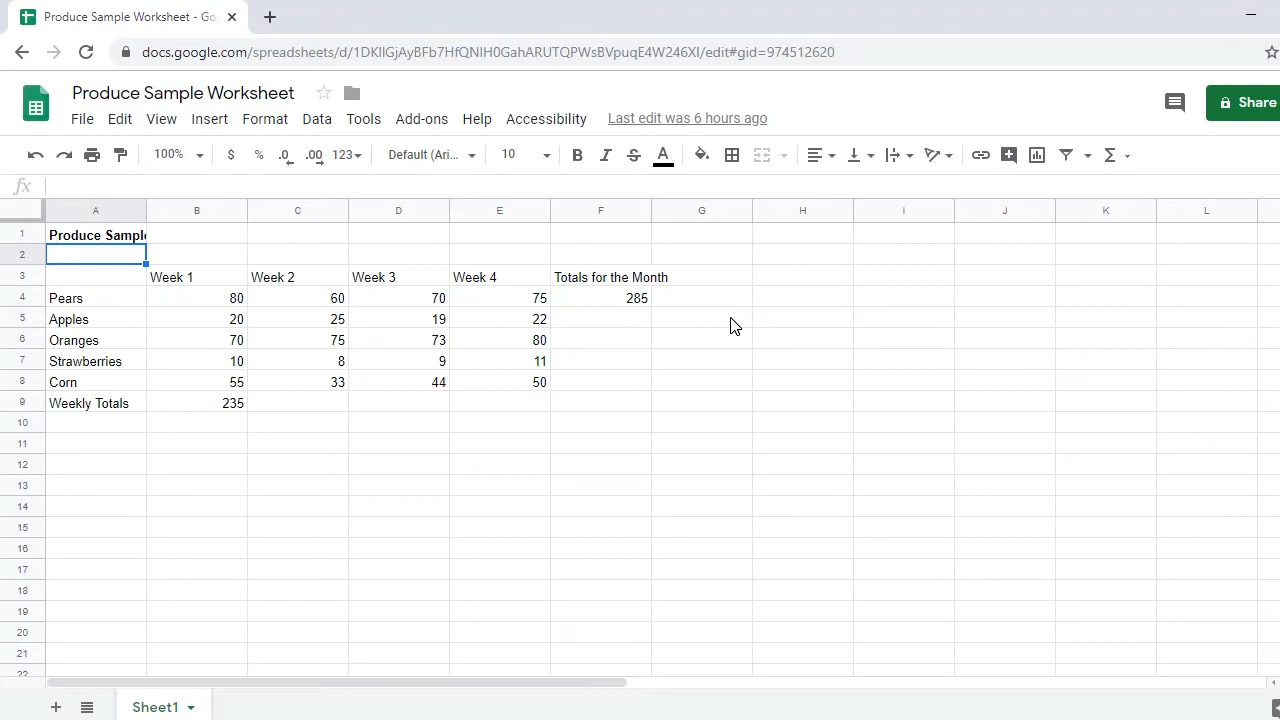 Produce Sample Worksheet - Go
docs.google.com/spreadsheets/d/1DKIlGjAyBFb7HfQNIH0GahARUTQPWsBVpuqE4W246XI/edit#gid=974512620
Produce Sample Worksheet
Share
File Edit View Insert Format Data Tools Add-ons Help Accessibility Last edit was 6 hours ago
100% $ % .0 .00 123 Default (Ari... 10 B I S A
fx
A B C D E F G H I J K L
1 Produce Sampl
2
3 Week 1 Week 2 Week 3 Week 4 Totals for the Month
4 Pears 80 60 70 75 285
5 Apples 20 25 19 22
6 Oranges 70 75 73 80
7 Strawberries 10 8 9 11
8 Corn 55 33 44 50
9 Weekly Totals 235
10
11
12
13
14
15
16
17
18
19
20
21
22
Sheet1